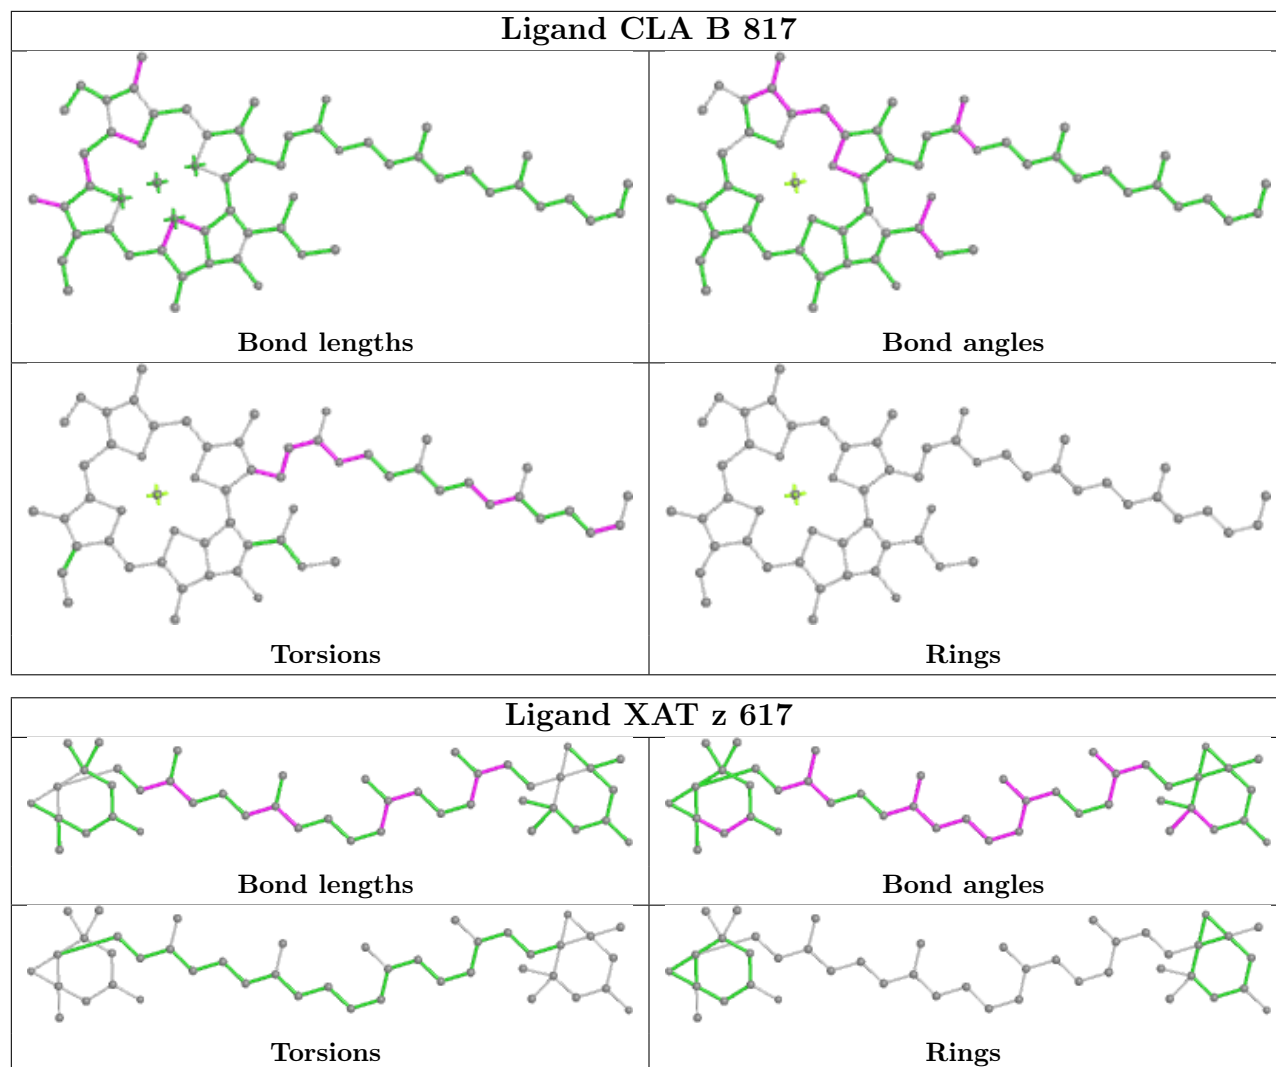 Ligand CLA B 817
Bond lengths
Bond angles
Torsions
Rings
Ligand XAT z 617
Bond lengths
Bond angles
Torsions
Rings